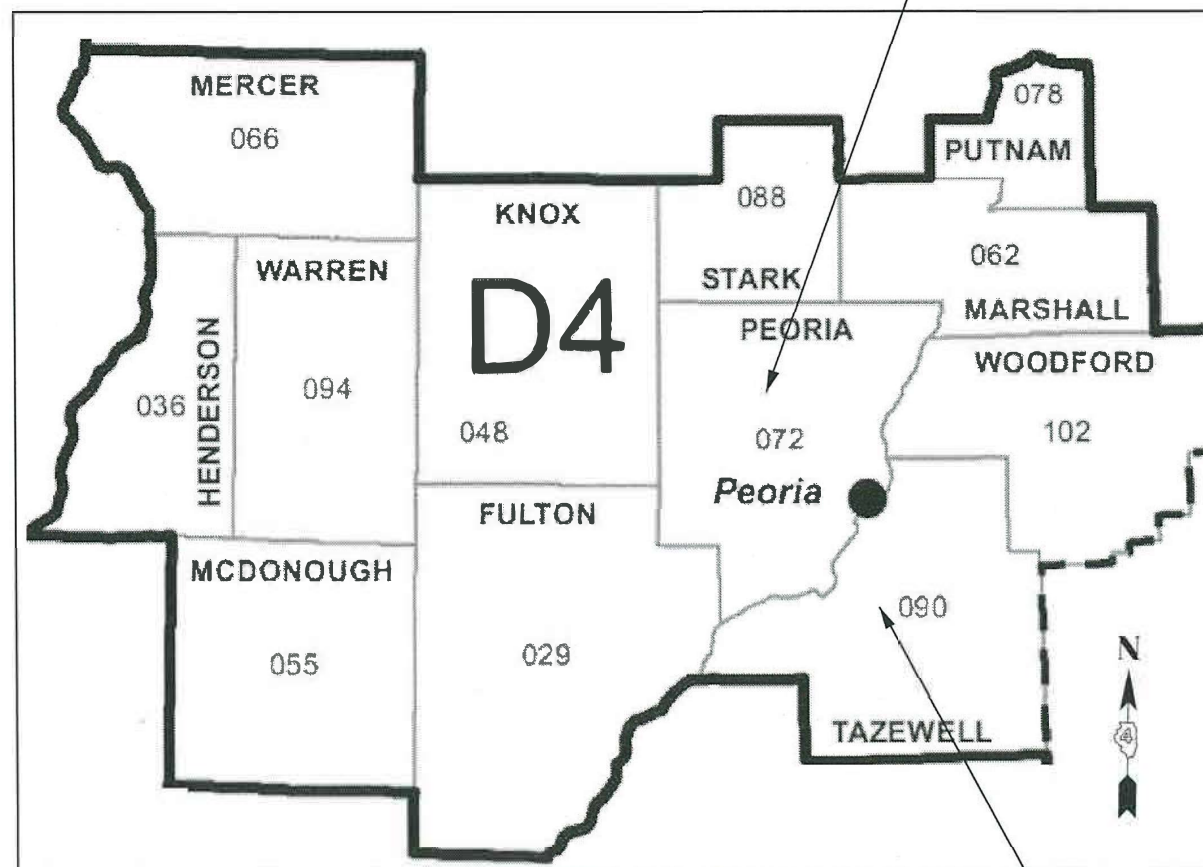 MERCER
066
078
PUTNAM
KNOX
088
STARK
062
MARSHALL
WARREN
HENDERSON
036
094
D4
048
PEORIA
072
Peoria
WOODFORD
102
FULTON
029
MCDONOUGH
055
090
TAZEWELL
N
4